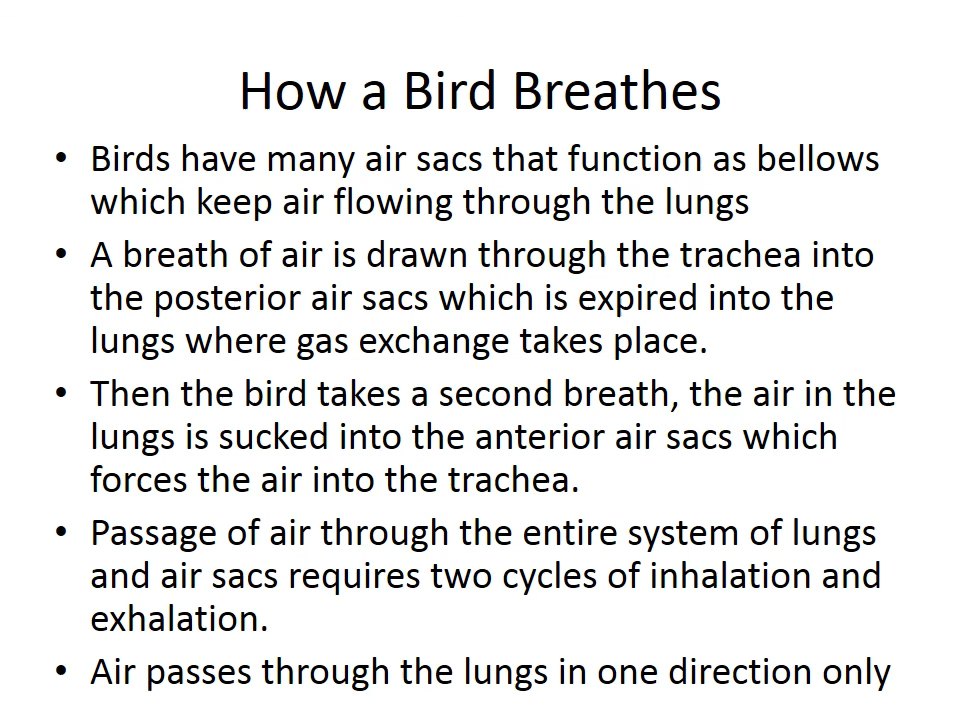 How a Bird Breathes
• Birds have many air sacs that function as bellows
which keep air flowing through the lungs
• A breath of air is drawn through the trachea into
the posterior air sacs which is expired into the
lungs where gas exchange takes place.
• Then the bird takes a second breath, the air in the
lungs is sucked into the anterior air sacs which
forces the air into the trachea.
• Passage of air through the entire system of lungs
and air sacs requires two cycles of inhalation and
exhalation.
• Air passes through the lungs in one direction only